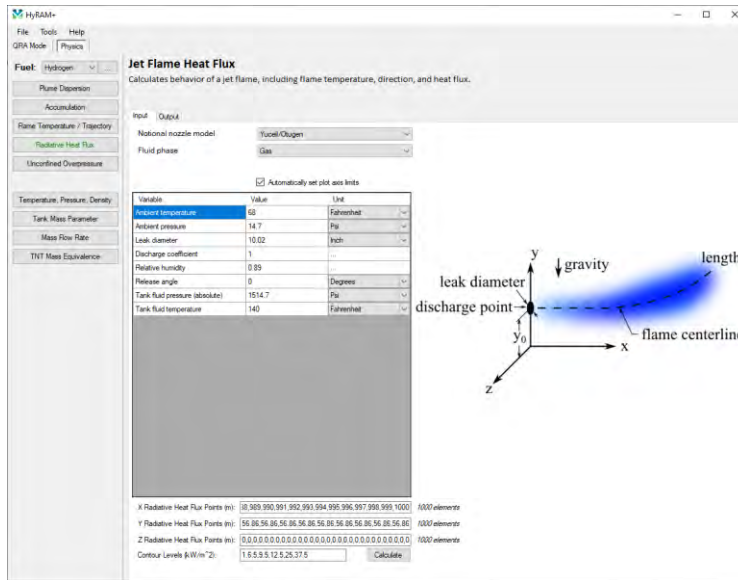 HyRAM+
File Tools Help
QRA Mode Physics
Fuel: Hydrogen ...
Plume Dispersion
Accumulation
Flame Temperature / Trajectory
Radiative Heat Flux
Unconfined Overpressure
Temperature, Pressure, Density
Tank Mass Parameter
Mass Flow Rate
TNT Mass Equivalence
Jet Flame Heat Flux
Calculates behavior of a jet flame, including flame temperature, direction, and heat flux.
Input Output
Notional nozzle model Yucel/Otugen
Fluid phase Gas
Automatically set plot axis limits
Variable Value Unit
Ambient temperature 68 Fahrenheit
Ambient pressure 14.7 Psi
Leak diameter 10.02 Inch
Discharge coefficient 1 ...
Relative humidity 0.89 ...
Release angle 0 Degrees
Tank fluid pressure (absolute) 1514.7 Psi
Tank fluid temperature 140 Fahrenheit
y
gravity
length
leak diameter
discharge point
flame centerline
y0
x
z
X Radiative Heat Flux Points (m): 8,989,990,991,992,993,994,995,996,997,998,999,1000 1000 elements
Y Radiative Heat Flux Points (m): 56.86,56.86,56.86,56.86,56.86,56.86,56.86,56.86,56.86 1000 elements
Z Radiative Heat Flux Points (m): 0,0,0,0,0,0,0,0,0,0,0,0,0,0,0,0,0,0,0,0,0,0,0,0,0,0,0 1000 elements
Contour Levels (kW/m^2): 1.6,5,9.5,12.5,25,37.5 Calculate